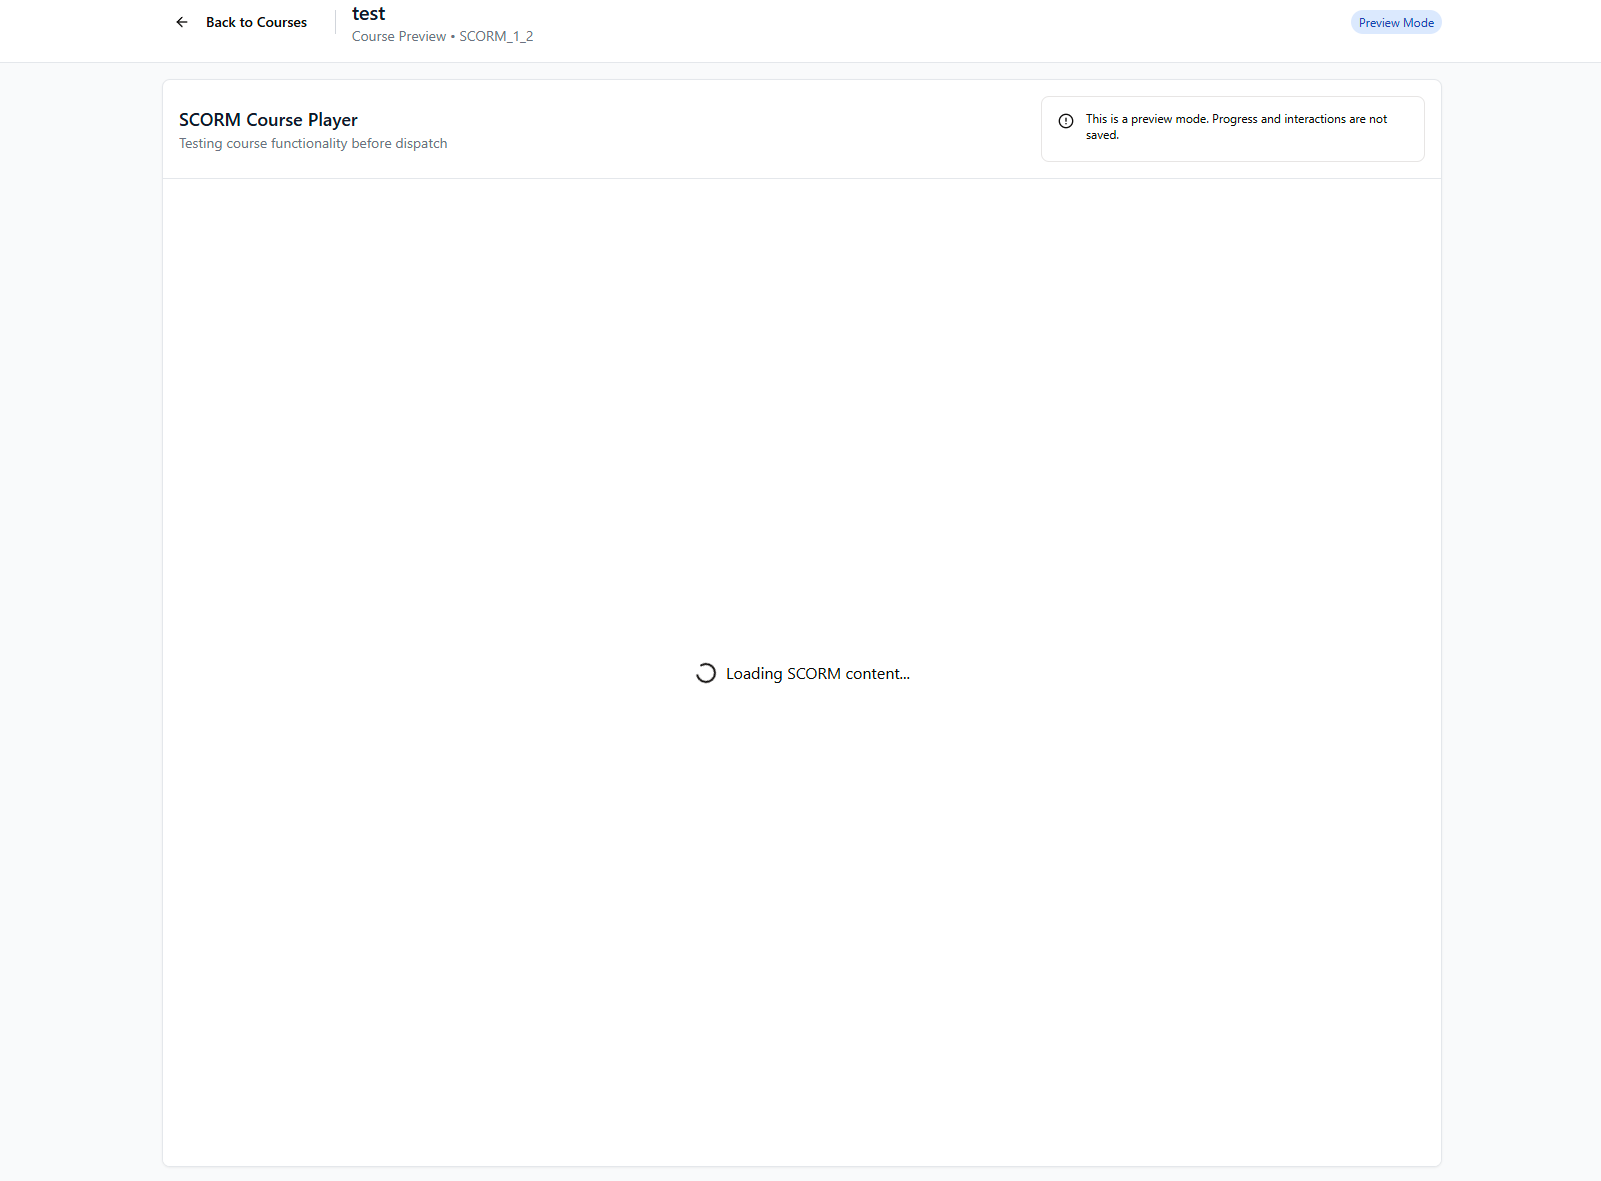 Back to Courses
test
Course Preview • SCORM_1_2
Preview Mode
SCORM Course Player
Testing course functionality before dispatch
This is a preview mode. Progress and interactions are not
saved.
Loading SCORM content...